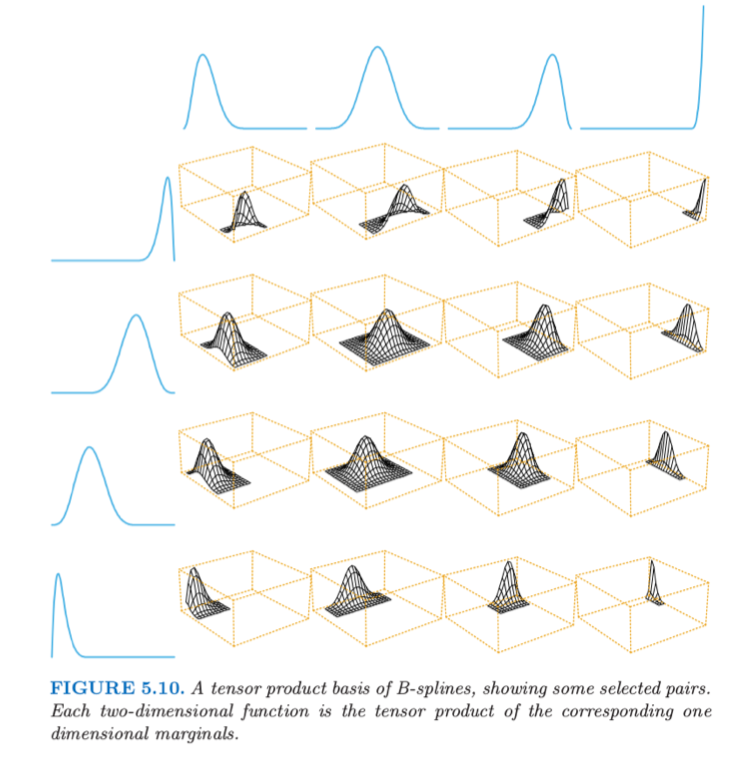 FIGURE 5.10. A tensor product basis of B-splines, showing some selected pairs.
Each two-dimensional function is the tensor product of the corresponding one
dimensional marginals.